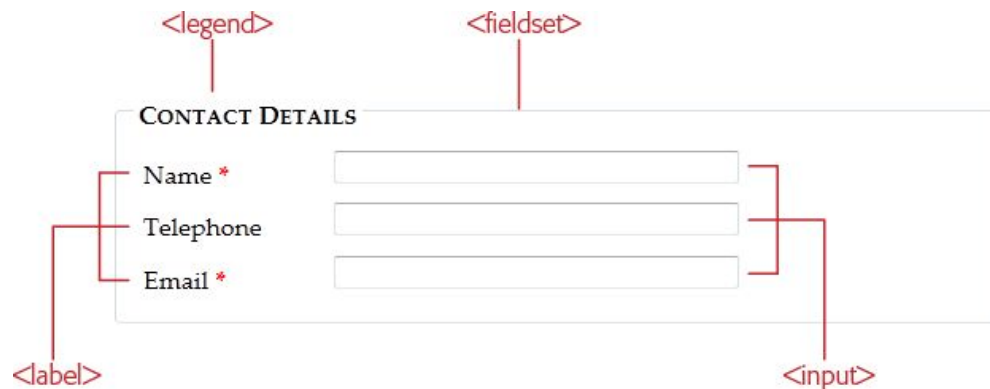 <legend> <fieldset>
CONTACT DETAILS
Name *
Telephone
Email *
<label> <input>